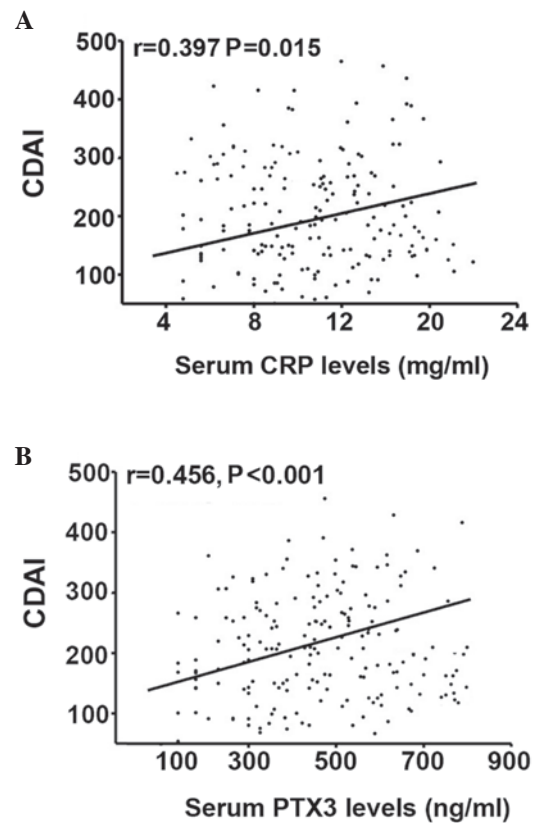 A
500
r=0.397 P=0.015
400
300
200
100
CDAI
4 8 12 20 24
Serum CRP levels (mg/ml)
B
500
r=0.456, P<0.001
400
300
200
100
CDAI
100 300 500 700 900
Serum PTX3 levels (ng/ml)